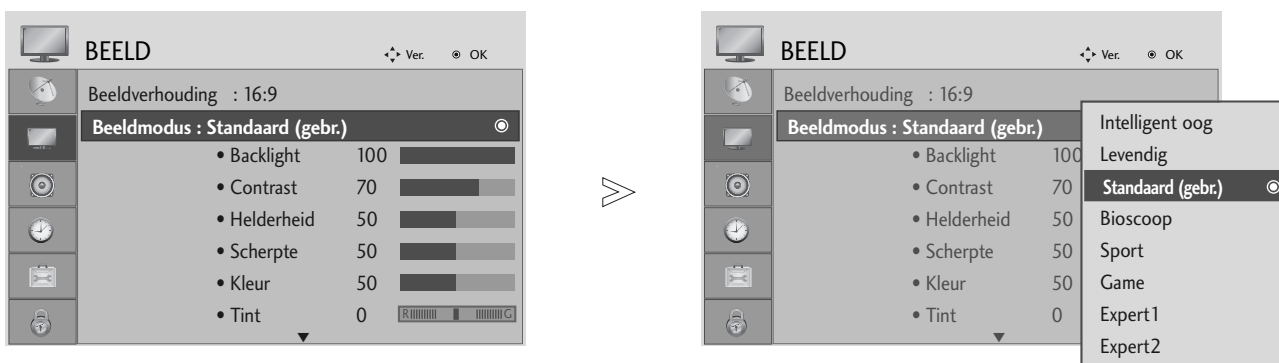 BEELD
Ver. OK
Beeldverhouding : 16:9
Beeldmodus : Standaard (gebr.)
• Backlight 100
• Contrast 70
• Helderheid 50
• Scherpte 50
• Kleur 50
• Tint 0 R G
BEELD
Ver. OK
Beeldverhouding : 16:9
Beeldmodus : Standaard (gebr.)
• Backlight 100
• Contrast 70
• Helderheid 50
• Scherpte 50
• Kleur 50
• Tint 0
Intelligent oog
Levendig
Standaard (gebr.)
Bioscoop
Sport
Game
Expert1
Expert2